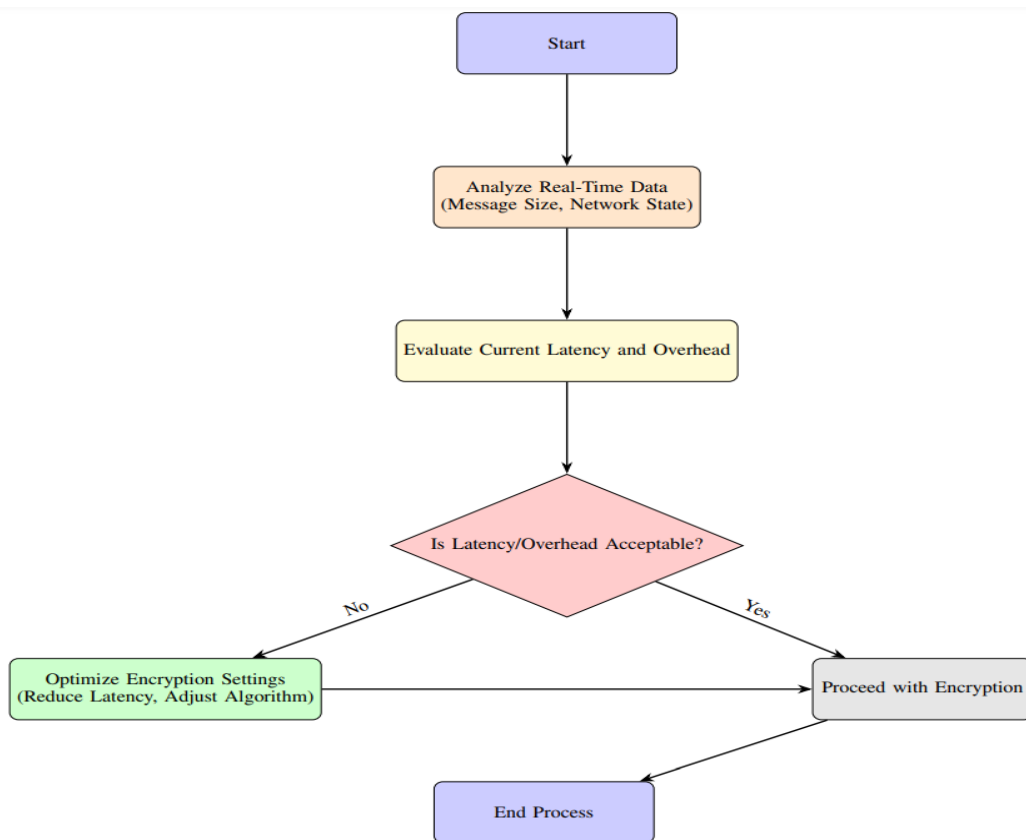 Start
Analyze Real-Time Data
(Message Size, Network State)
Evaluate Current Latency and Overhead
Is Latency/Overhead Acceptable?
No
Yes
Optimize Encryption Settings
(Reduce Latency, Adjust Algorithm)
Proceed with Encryption
End Process